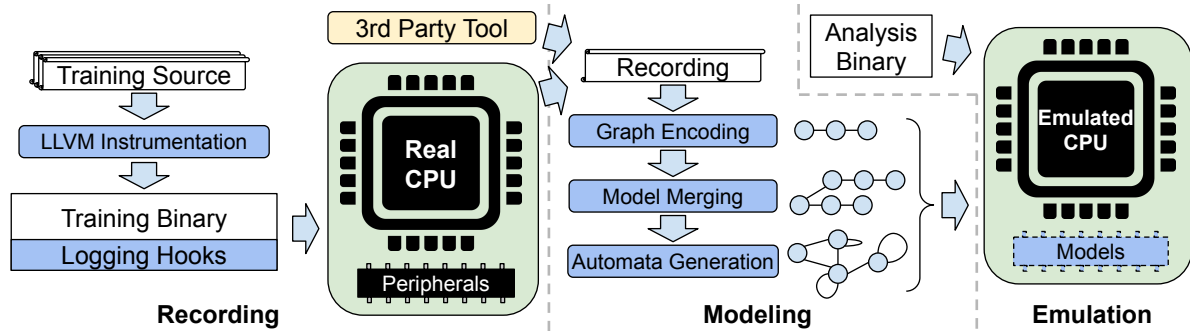 Training Source
LLVM Instrumentation
Training Binary
Logging Hooks
3rd Party Tool
Real
CPU
Peripherals
Recording
Recording
Graph Encoding
Model Merging
Automata Generation
Modeling
Analysis
Binary
Emulated
CPU
Models
Emulation